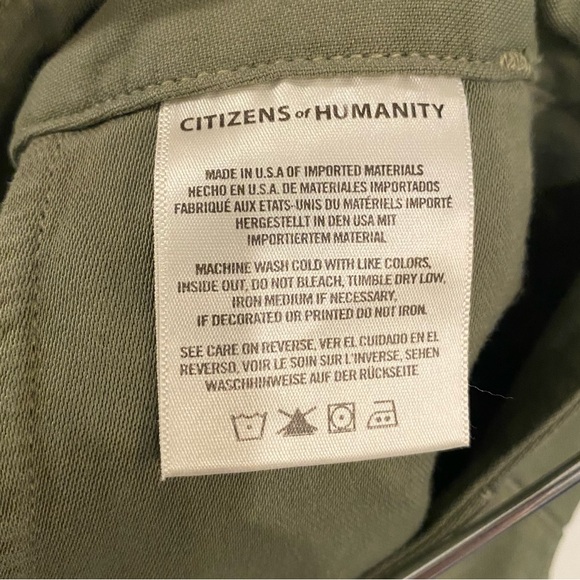 CITIZENS of HUMANITY
MADE IN U.S.A OF IMPORTED MATERIALS
HECHO EN U.S.A. DE MATERIALES IMPORTADOS
FABRIQUÉ AUX ETATS-UNIS DU MATÉRIELS IMPORTÉ
HERGESTELLT IN DEN USA MIT
IMPORTIERTEM MATERIAL
MACHINE WASH COLD WITH LIKE COLORS,
INSIDE OUT, DO NOT BLEACH, TUMBLE DRY LOW,
IRON MEDIUM IF NECESSARY,
IF DECORATED OR PRINTED DO NOT IRON.
SEE CARE ON REVERSE, VER EL CUIDADO EN EL
REVERSO, VOIR LE SOIN SUR L'INVERSE, SEHEN
WASCHHINWEISE AUF DER RÜCKSEITE